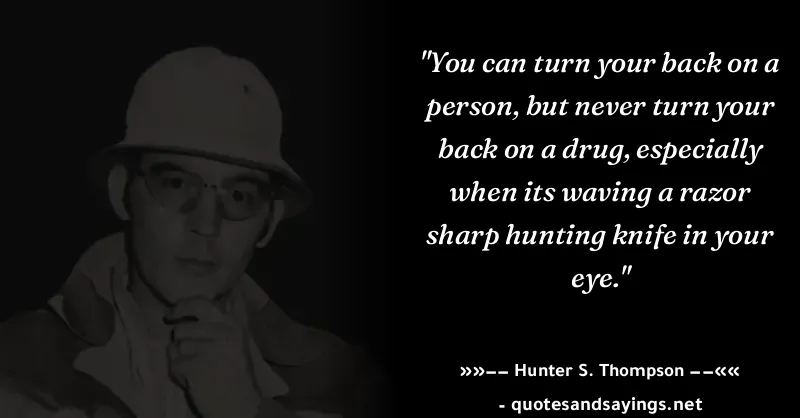 "You can turn your back on a
person, but never turn your
back on a drug, especially
when its waving a razor
sharp hunting knife in your
eye."
»»-- Hunter S. Thompson --««
- quotesandsayings.net